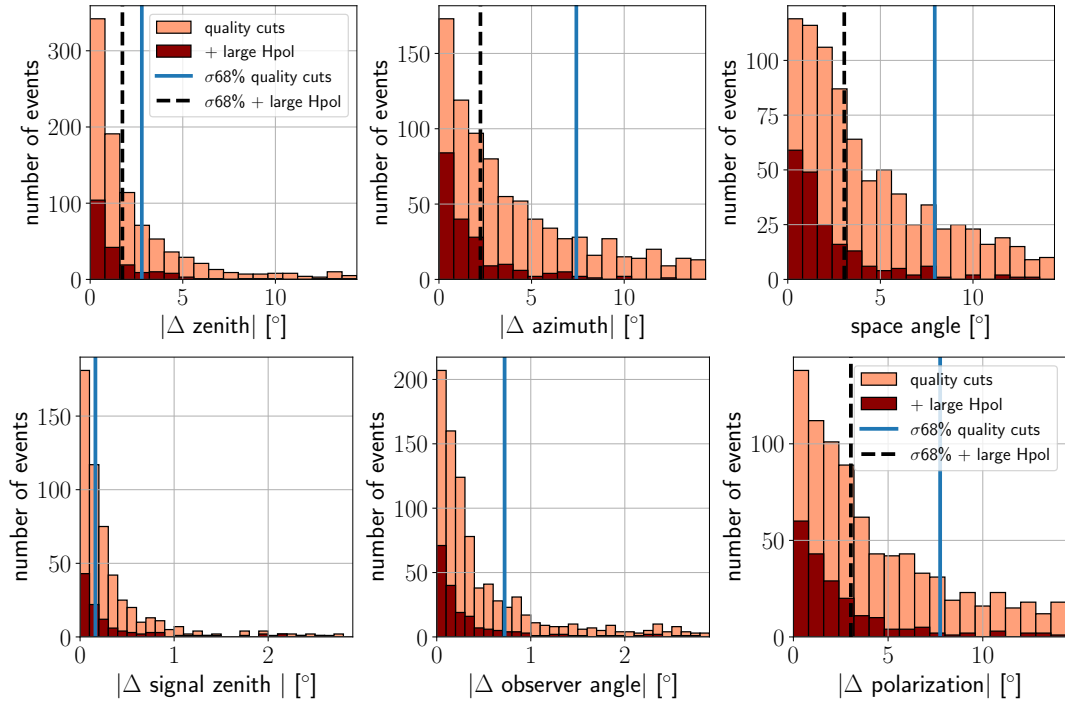 number of events
300
200
100
0
quality cuts
+ large Hpol
σ68% quality cuts
σ68% + large Hpol
0 5 10
|Δ zenith| [°]
number of events
150
100
50
0
0 5 10
|Δ azimuth| [°]
number of events
100
75
50
25
0
0 5 10
space angle [°]
number of events
150
100
50
0
0 1 2
|Δ signal zenith | [°]
number of events
200
150
100
50
0
0 1 2
|Δ observer angle| [°]
number of events
100
50
0
quality cuts
+ large Hpol
σ68% quality cuts
σ68% + large Hpol
0 5 10
|Δ polarization| [°]